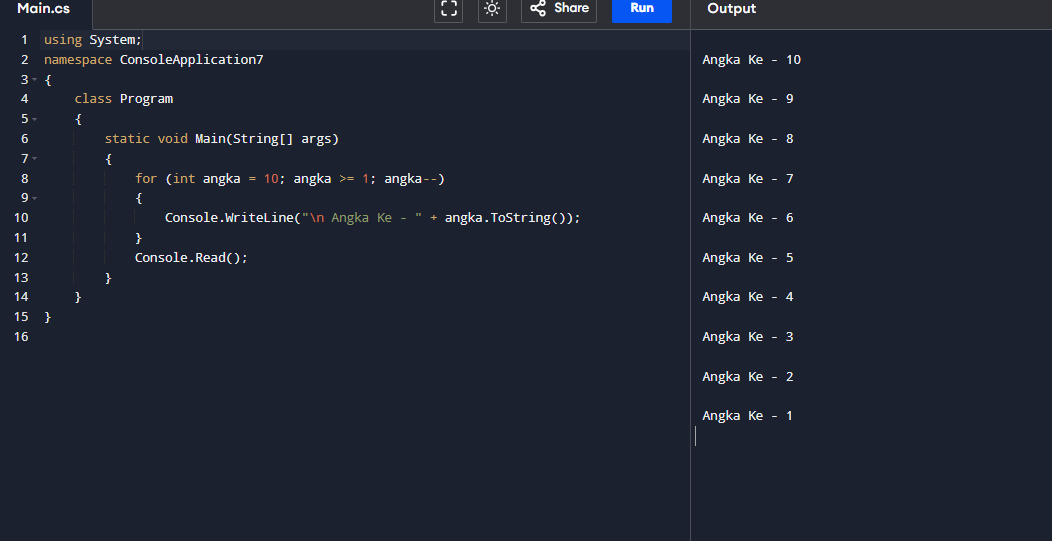 Main.cs
Share
Run
Output
1 using System;
2 namespace ConsoleApplication7
3 {
4     class Program
5     {
6         static void Main(String[] args)
7         {
8             for (int angka = 10; angka >= 1; angka--)
9             {
10                 Console.WriteLine("\n Angka Ke - " + angka.ToString());
11             }
12             Console.Read();
13         }
14     }
15 }
16
Angka Ke - 10
Angka Ke - 9
Angka Ke - 8
Angka Ke - 7
Angka Ke - 6
Angka Ke - 5
Angka Ke - 4
Angka Ke - 3
Angka Ke - 2
Angka Ke - 1